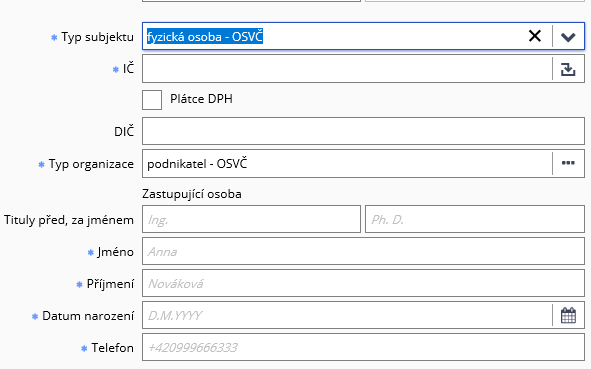 Typ subjektu fyzická osoba - OSVČ
IČ
Plátce DPH
DIČ
Typ organizace podnikatel - OSVČ
Zastupující osoba
Tituly před, za jménem Ing. Ph. D.
Jméno Anna
Příjmení Nováková
Datum narození D.M.YYYY
Telefon +420999666333